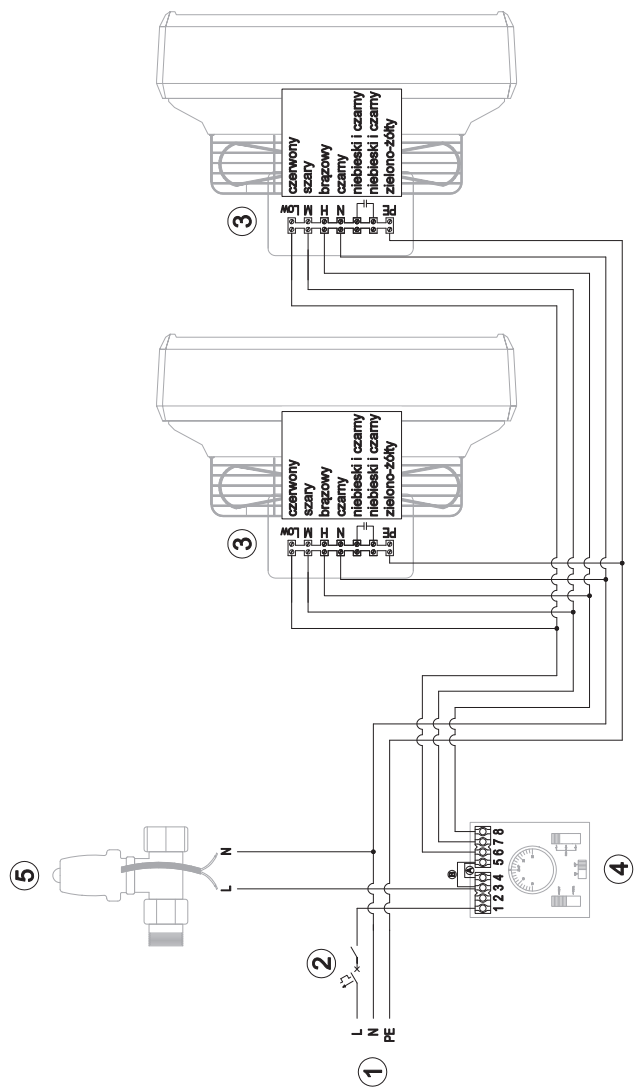 5
L
N
L
N
PE
1
2
1 2 3 4 5 6 7 8
A
B
4
3
Low
M
H
N
PE
czerwony
szary
brązowy
czarny
niebieski i czarny
niebieski i czarny
zielono-żółty
3
Low
M
H
N
PE
czerwony
szary
brązowy
czarny
niebieski i czarny
niebieski i czarny
zielono-żółty